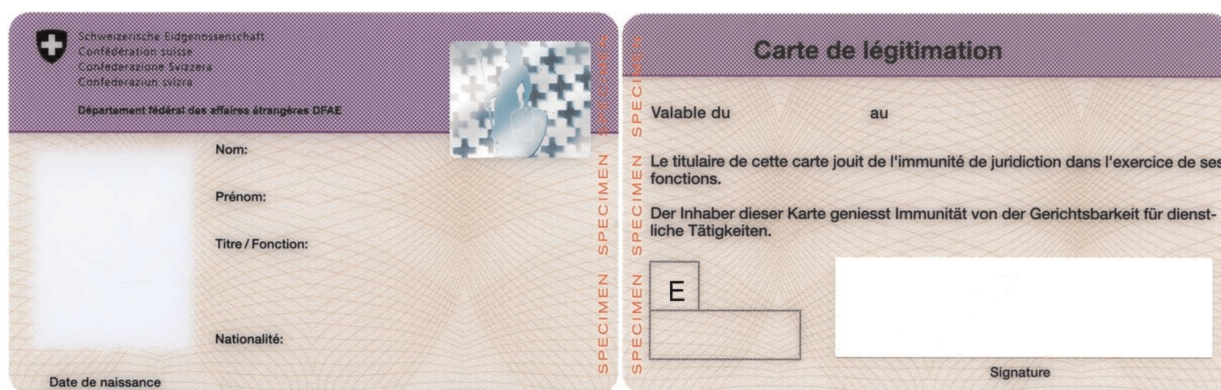 Schweizerische Eidgenossenschaft
Confédération suisse
Confederazione Svizzera
Confederaziun svizra
Département fédéral des affaires étrangères DFAE
Nom:
Prénom:
Titre / Fonction:
Nationalité:
Date de naissance
SPECIMEN SPECIMEN SPECIMEN
SPECIMEN SPECIMEN SPECIMEN
Carte de légitimation
Valable du au
Le titulaire de cette carte jouit de l'immunité de juridiction dans l'exercice de ses
fonctions.
Der Inhaber dieser Karte geniesst Immunität von der Gerichtsbarkeit für dienst-
liche Tätigkeiten.
E
Signature